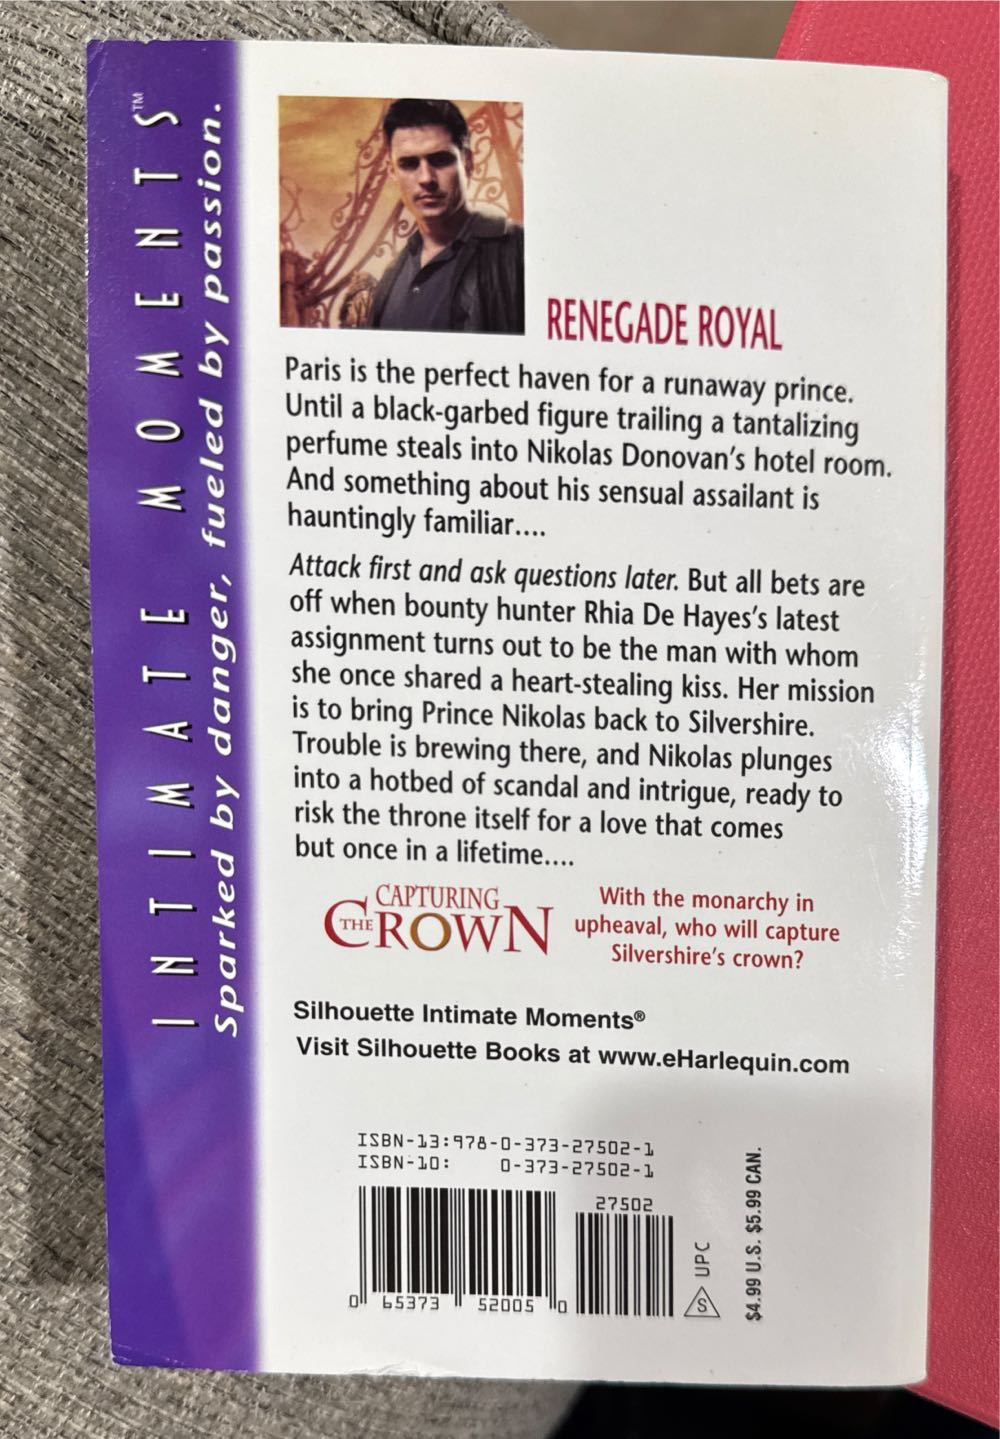 INTIMATE MOMENTS™
Sparked by danger, fueled by passion.
RENEGADE ROYAL
Paris is the perfect haven for a runaway prince.
Until a black-garbed figure trailing a tantalizing
perfume steals into Nikolas Donovan's hotel room.
And something about his sensual assailant is
hauntingly familiar....
Attack first and ask questions later. But all bets are
off when bounty hunter Rhia De Hayes's latest
assignment turns out to be the man with whom
she once shared a heart-stealing kiss. Her mission
is to bring Prince Nikolas back to Silvershire.
Trouble is brewing there, and Nikolas plunges
into a hotbed of scandal and intrigue, ready to
risk the throne itself for a love that comes
but once in a lifetime....
CAPTURING
THE CROWN
With the monarchy in
upheaval, who will capture
Silvershire's crown?
Silhouette Intimate Moments®
Visit Silhouette Books at www.eHarlequin.com
ISBN-13:978-0-373-27502-1
ISBN-10: 0-373-27502-1
27502
0 65373 52005 0
S UPC
$4.99 U.S. $5.99 CAN.